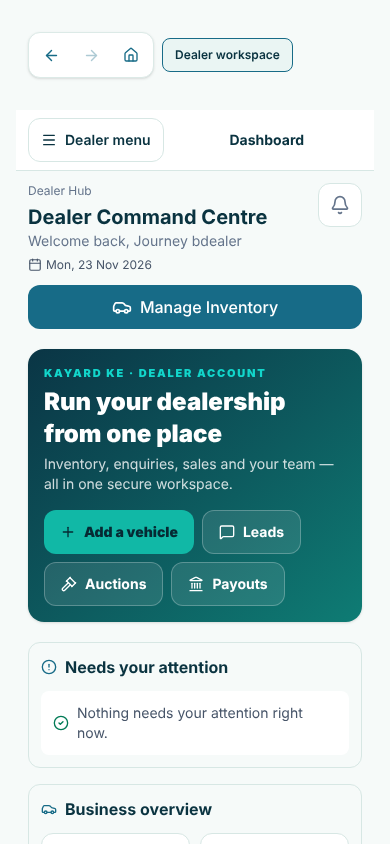 Dealer workspace
Dealer menu
Dashboard
Dealer Hub
Dealer Command Centre
Welcome back, Journey bdealer
Mon, 23 Nov 2026
Manage Inventory
KAYARD KE · DEALER ACCOUNT
Run your dealership
from one place
Inventory, enquiries, sales and your team —
all in one secure workspace.
Add a vehicle
Leads
Auctions
Payouts
Needs your attention
Nothing needs your attention right
now.
Business overview